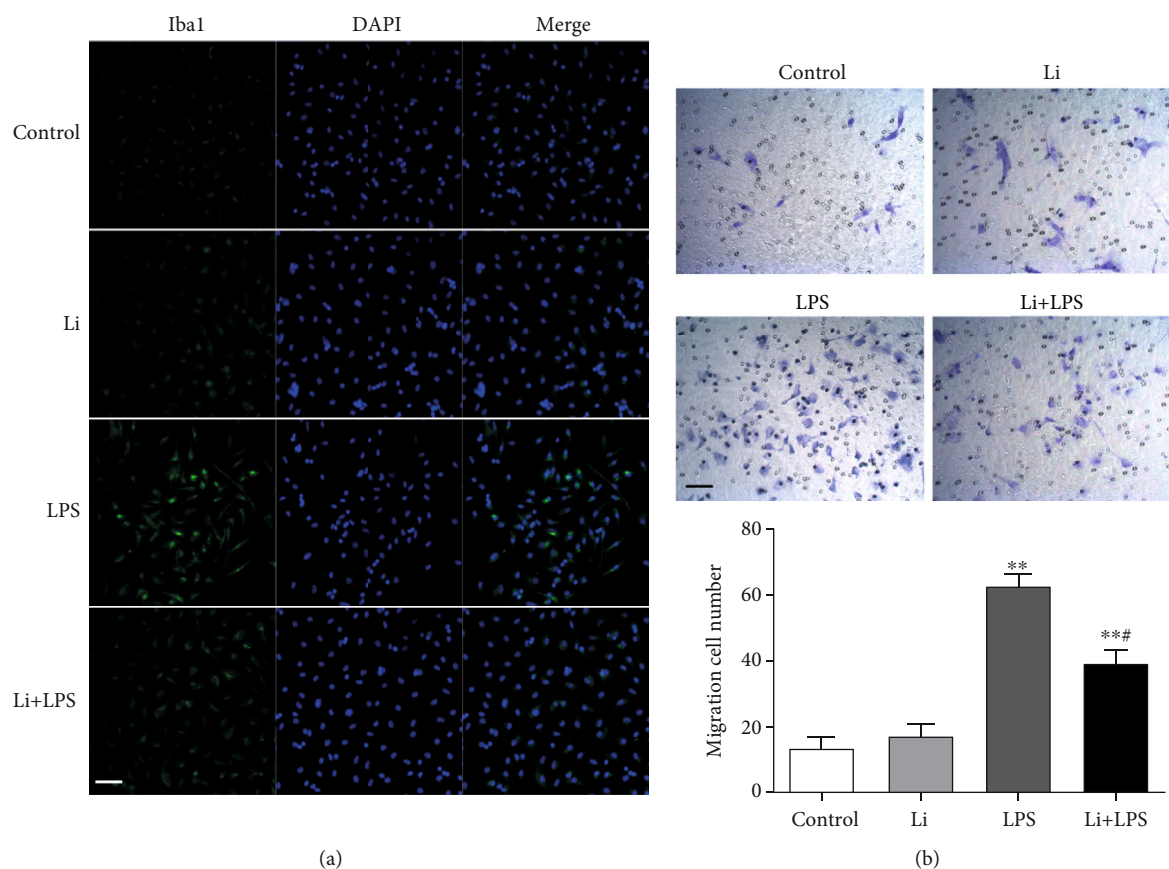 Iba1 DAPI Merge
Control
Li
LPS
Li+LPS
(a)
Control Li
LPS Li+LPS
Migration cell number
80
60
40
20
0
**
**#
Control Li LPS Li+LPS
(b)